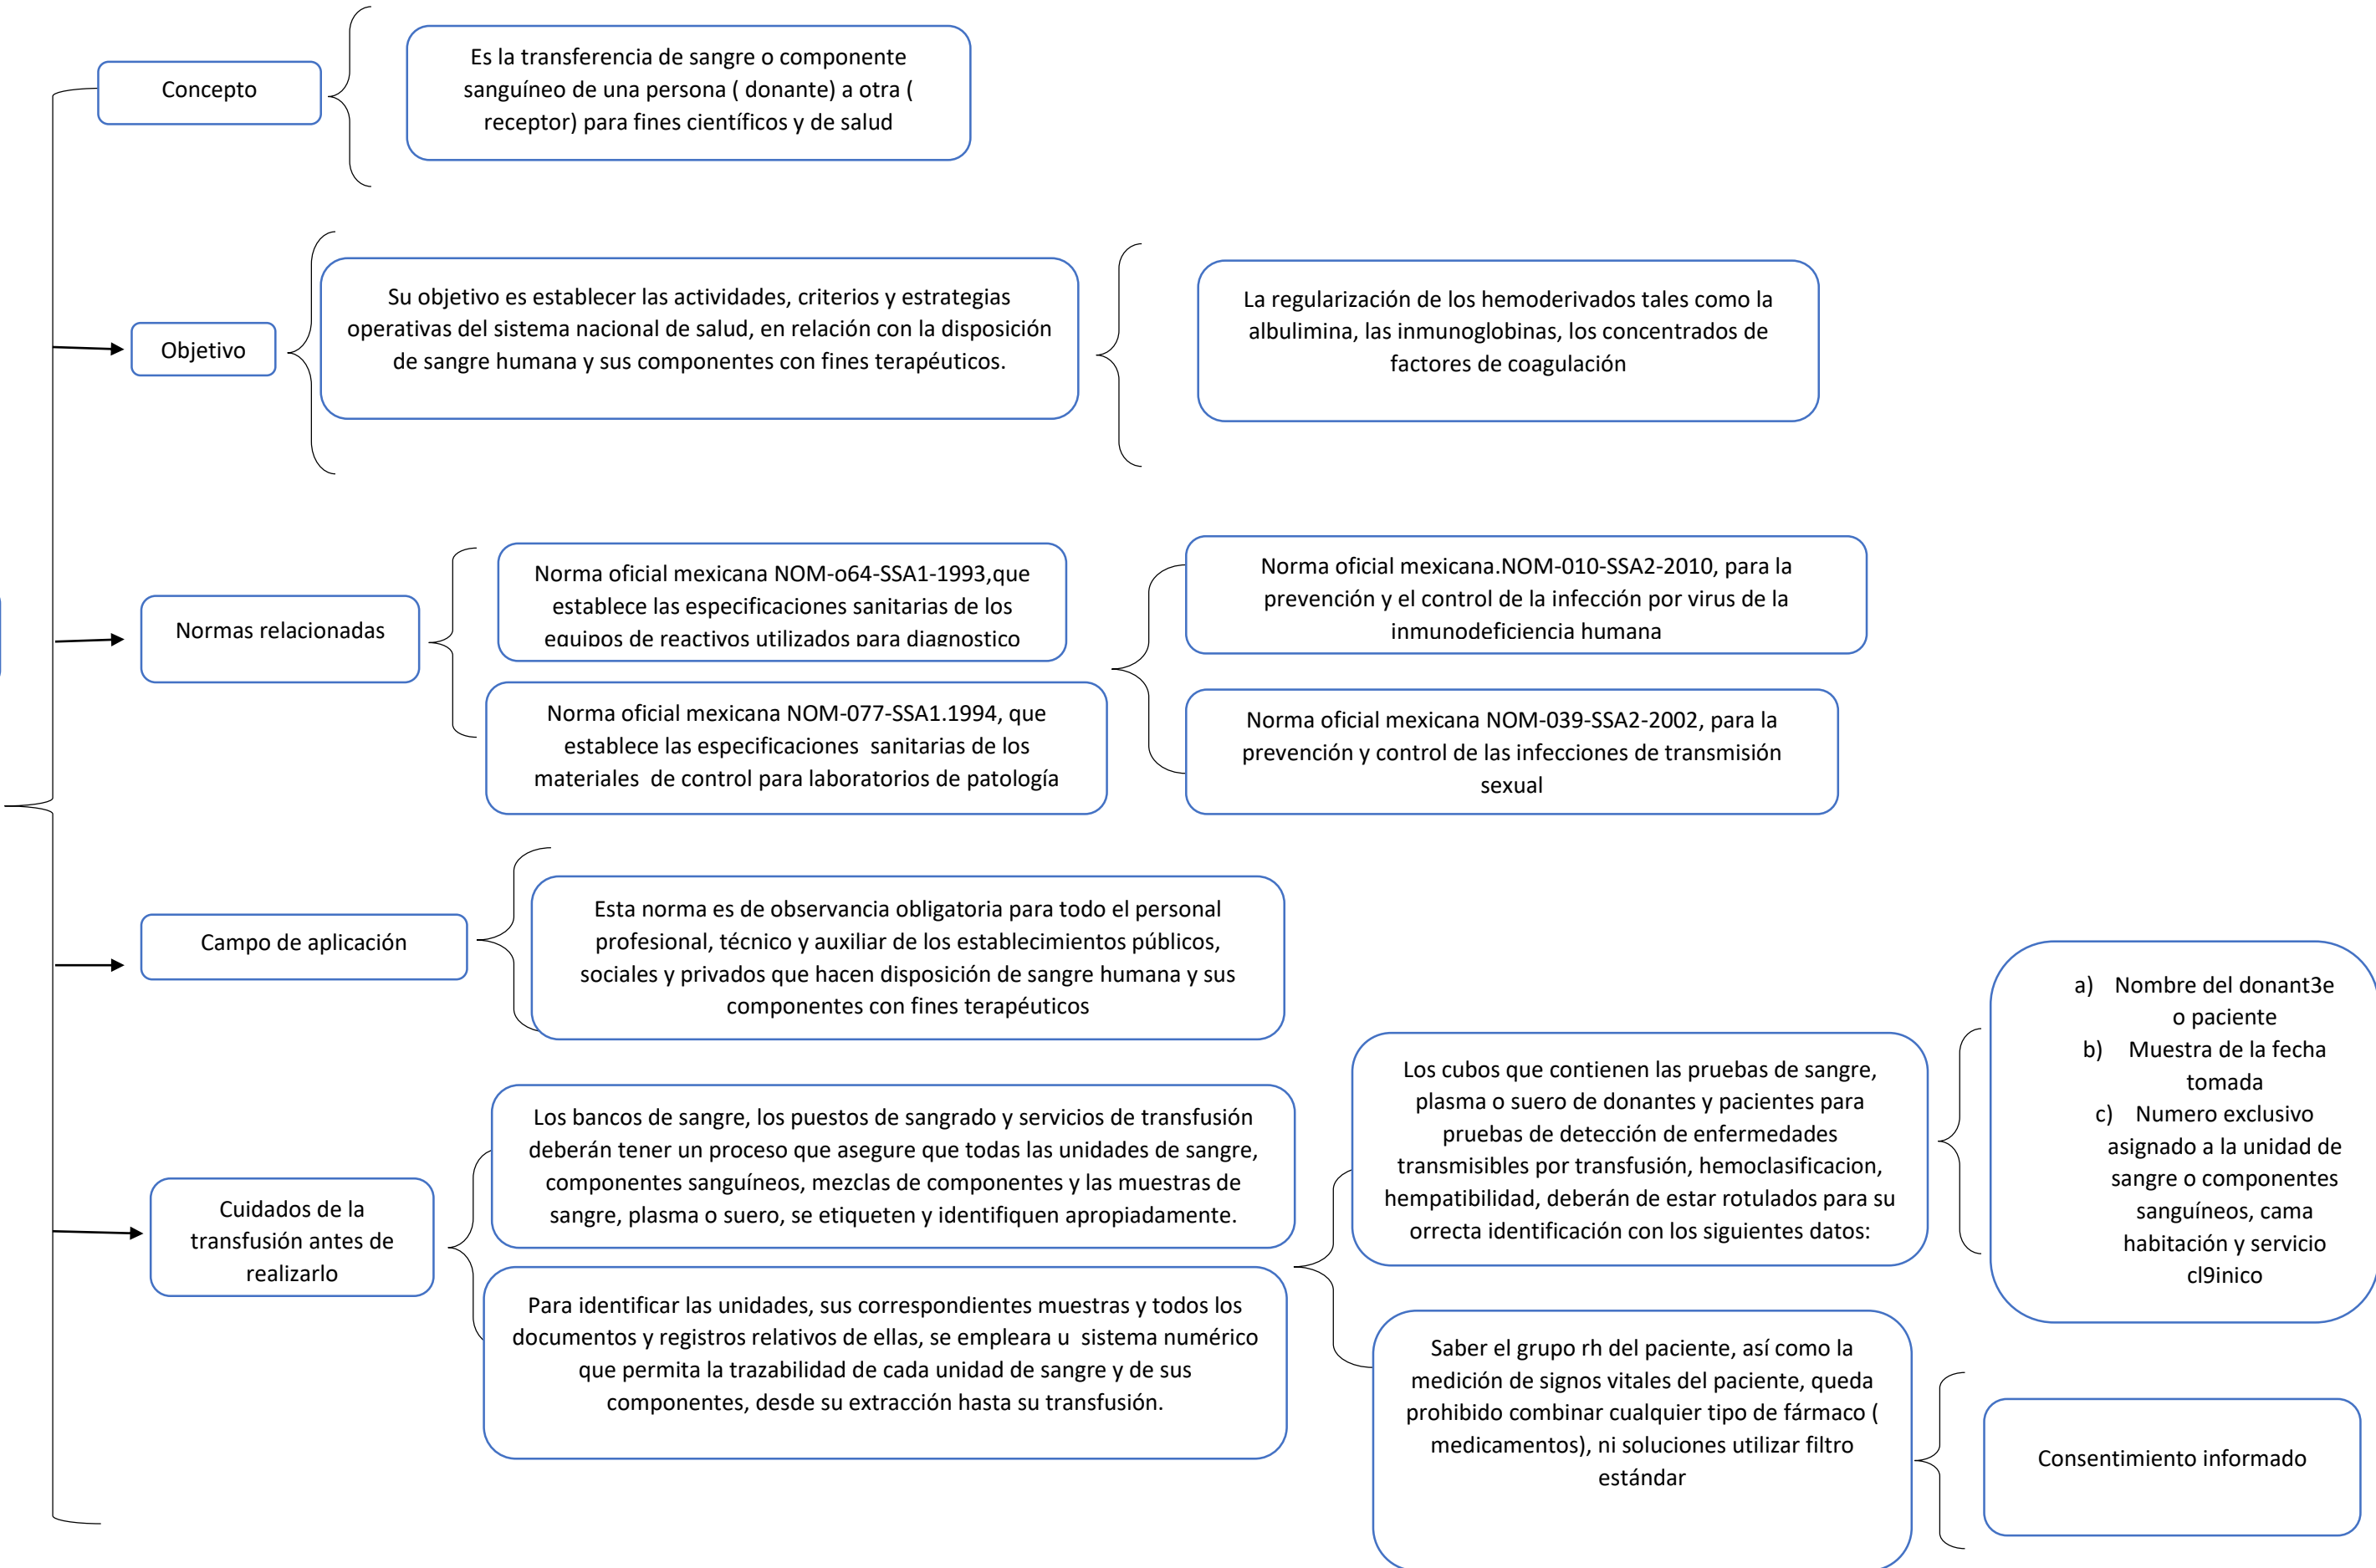 Concepto
Es la transferencia de sangre o componente
sanguíneo de una persona ( donante) a otra (
receptor) para fines científicos y de salud
Objetivo
Su objetivo es establecer las actividades, criterios y estrategias
operativas del sistema nacional de salud, en relación con la disposición
de sangre humana y sus componentes con fines terapéuticos.
La regularización de los hemoderivados tales como la
albulimina, las inmunoglobinas, los concentrados de
factores de coagulación
Normas relacionadas
Norma oficial mexicana NOM-o64-SSA1-1993,que
establece las especificaciones sanitarias de los
equipos de reactivos utilizados para diagnostico
Norma oficial mexicana NOM-077-SSA1.1994, que
establece las especificaciones  sanitarias de los
materiales  de control para laboratorios de patología
Norma oficial mexicana.NOM-010-SSA2-2010, para la
prevención y el control de la infección por virus de la
inmunodeficiencia humana
Norma oficial mexicana NOM-039-SSA2-2002, para la
prevención y control de las infecciones de transmisión
sexual
Campo de aplicación
Esta norma es de observancia obligatoria para todo el personal
profesional, técnico y auxiliar de los establecimientos públicos,
sociales y privados que hacen disposición de sangre humana y sus
componentes con fines terapéuticos
Cuidados de la
transfusión antes de
realizarlo
Los bancos de sangre, los puestos de sangrado y servicios de transfusión
deberán tener un proceso que asegure que todas las unidades de sangre,
componentes sanguíneos, mezclas de componentes y las muestras de
sangre, plasma o suero, se etiqueten y identifiquen apropiadamente.
Para identificar las unidades, sus correspondientes muestras y todos los
documentos y registros relativos de ellas, se empleara u  sistema numérico
que permita la trazabilidad de cada unidad de sangre y de sus
componentes, desde su extracción hasta su transfusión.
Los cubos que contienen las pruebas de sangre,
plasma o suero de donantes y pacientes para
pruebas de detección de enfermedades
transmisibles por transfusión, hemoclasificacion,
hempatibilidad, deberán de estar rotulados para su
orrecta identificación con los siguientes datos:
a) Nombre del donant3e
o paciente
b) Muestra de la fecha
tomada
c) Numero exclusivo
asignado a la unidad de
sangre o componentes
sanguíneos, cama
habitación y servicio
cl9inico
Saber el grupo rh del paciente, así como la
medición de signos vitales del paciente, queda
prohibido combinar cualquier tipo de fármaco (
medicamentos), ni soluciones utilizar filtro
estándar
Consentimiento informado